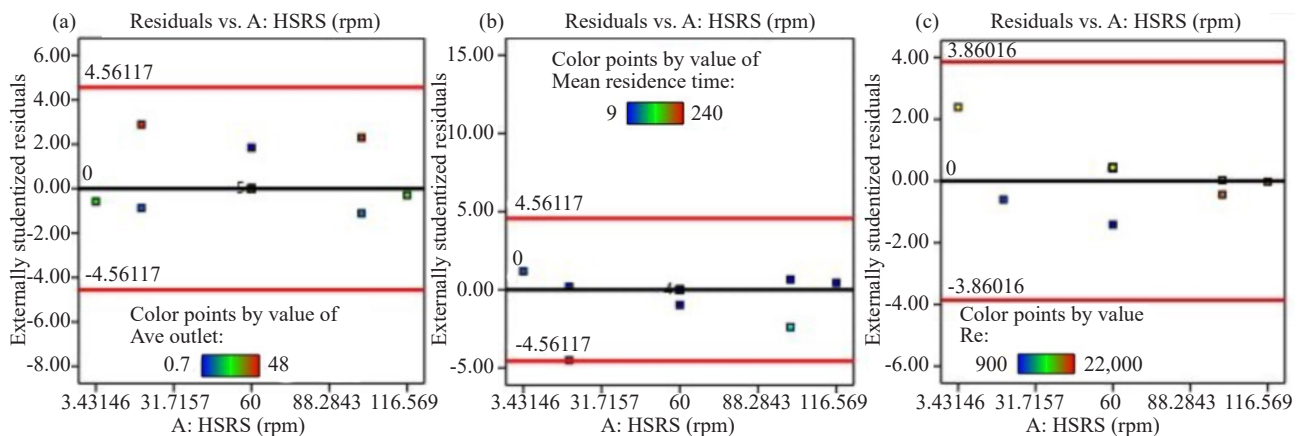 (a) Residuals vs. A: HSRS (rpm)
Externally studentized residuals
6.00
4.00
2.00
0.00
-2.00
-4.00
-6.00
-8.00
4.56117
0
5
-4.56117
Color points by value of
Ave outlet:
0.7 48
3.43146 31.7157 60 88.2843 116.569
A: HSRS (rpm)
(b) Residuals vs. A: HSRS (rpm)
Externally studentized residuals
15.00
10.00
5.00
0.00
-5.00
Color points by value of
Mean residence time:
9 240
4.56117
0
4
-4.56117
3.43146 31.7157 60 88.2843 116.569
A: HSRS (rpm)
(c) Residuals vs. A: HSRS (rpm)
Externally studentized residuals
4.00
2.00
0.00
-2.00
-4.00
-6.00
3.86016
0
-3.86016
Color points by value
Re:
900 22,000
3.43146 31.7157 60 88.2843 116.569
A: HSRS (rpm)